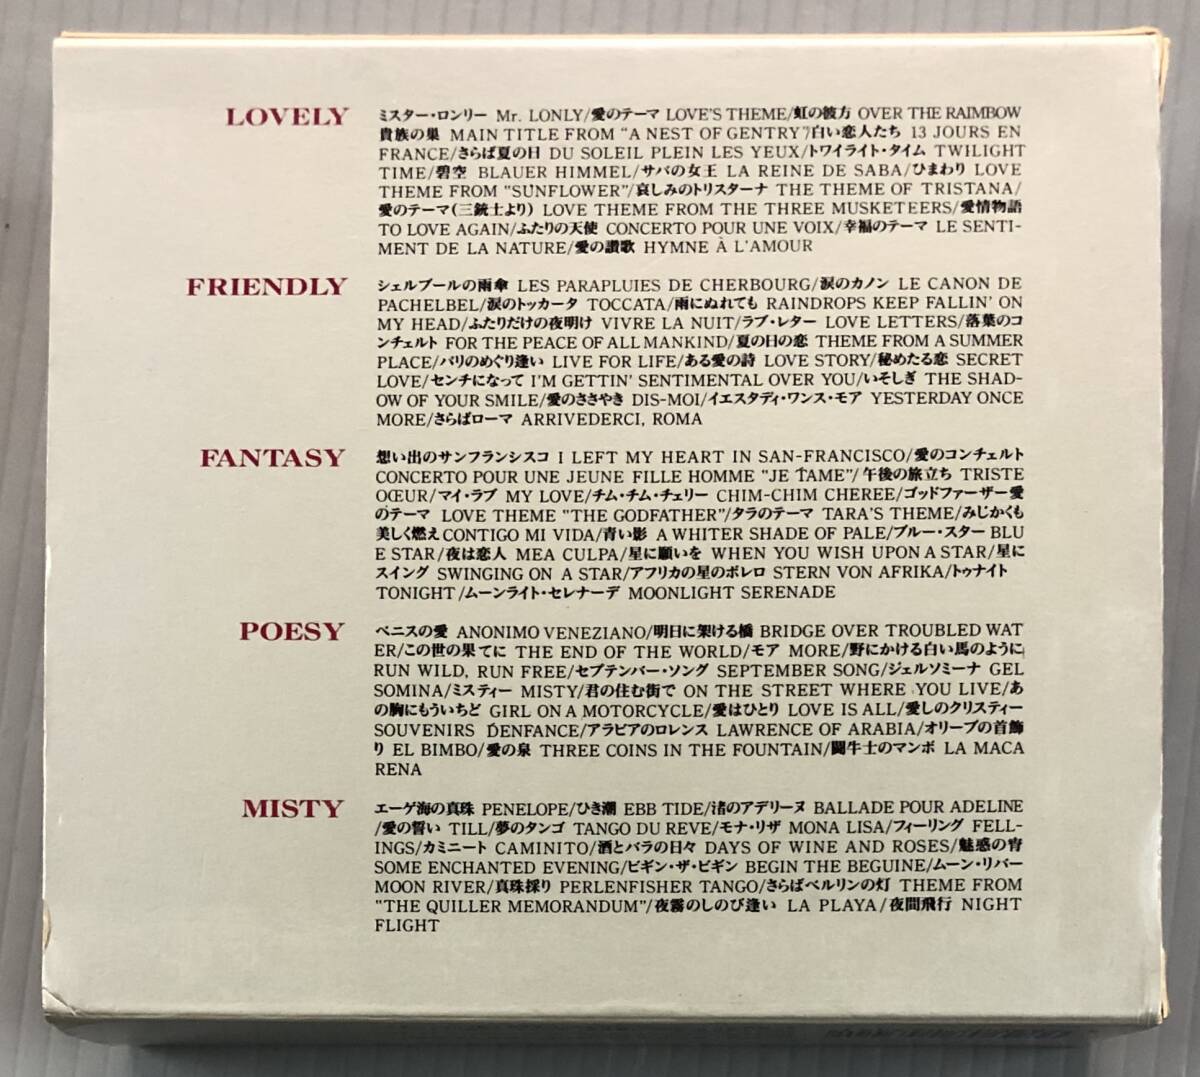 LOVELY
ミスター・ロンリー Mr. LONLY/愛のテーマ LOVE'S THEME/虹の彼方 OVER THE RAIMBOW
貴族の巣 MAIN TITLE FROM "A NEST OF GENTRY"/白い恋人たち 13 JOURS EN
FRANCE/さらば夏の日 DU SOLEIL PLEIN LES YEUX/トワイライト・タイム TWILIGHT
TIME/碧空 BLAUER HIMMEL/サバの女王 LA REINE DE SABA/ひまわり LOVE
THEME FROM "SUNFLOWER"/哀しみのトリスターナ THE THEME OF TRISTANA/
愛のテーマ(三銃士より) LOVE THEME FROM THE THREE MUSKETEERS/愛情物語
TO LOVE AGAIN/ふたりの天使 CONCERTO POUR UNE VOIX/幸福のテーマ LE SENTI-
MENT DE LA NATURE/愛の讃歌 HYMNE À L'AMOUR
FRIENDLY
シェルブールの雨傘 LES PARAPLUIES DE CHERBOURG/涙のカノン LE CANON DE
PACHELBEL/涙のトッカータ TOCCATA/雨にぬれても RAINDROPS KEEP FALLIN' ON
MY HEAD/ふたりだけの夜明け VIVRE LA NUIT/ラブ・レター LOVE LETTERS/落葉のコ
ンチェルト FOR THE PEACE OF ALL MANKIND/夏の日の恋 THEME FROM A SUMMER
PLACE/パリのめぐり逢い LIVE FOR LIFE/ある愛の詩 LOVE STORY/秘めたる恋 SECRET
LOVE/センチになって I'M GETTIN' SENTIMENTAL OVER YOU/いそしぎ THE SHAD-
OW OF YOUR SMILE/愛のささやき DIS-MOI/イエスタディ・ワンス・モア YESTERDAY ONCE
MORE/さらばローマ ARRIVEDERCI, ROMA
FANTASY
想い出のサンフランシスコ I LEFT MY HEART IN SAN-FRANCISCO/愛のコンチェルト
CONCERTO POUR UNE JEUNE FILLE HOMME "JE T'AME"/午後の旅立ち TRISTE
OŒUR/マイ・ラブ MY LOVE/チム・チム・チェリー CHIM-CHIM CHEREE/ゴッドファーザー愛
のテーマ LOVE THEME "THE GODFATHER"/タラのテーマ TARA'S THEME/みじかくも
美しく燃え CONTIGO MI VIDA/青い影 A WHITER SHADE OF PALE/ブルー・スター BLU
E STAR/夜は恋人 MEA CULPA/星に願いを WHEN YOU WISH UPON A STAR/星に
スイング SWINGING ON A STAR/アフリカの星のボレロ STERN VON AFRIKA/トゥナイト
TONIGHT/ムーンライト・セレナーデ MOONLIGHT SERENADE
POESY
ベニスの愛 ANONIMO VENEZIANO/明日に架ける橋 BRIDGE OVER TROUBLED WAT
ER/この世の果てに THE END OF THE WORLD/モア MORE/野にかける白い馬のように
RUN WILD, RUN FREE/セプテンバー・ソング SEPTEMBER SONG/ジェルソミーナ GEL
SOMINA/ミスティー MISTY/君の住む街で ON THE STREET WHERE YOU LIVE/あ
の胸にもういちど GIRL ON A MOTORCYCLE/愛はひとり LOVE IS ALL/愛しのクリスティー
SOUVENIRS D'ENFANCE/アラビアのロレンス LAWRENCE OF ARABIA/オリーブの首飾
り EL BIMBO/愛の泉 THREE COINS IN THE FOUNTAIN/闘牛士のマンボ LA MACA
RENA
MISTY
エーゲ海の真珠 PENELOPE/ひき潮 EBB TIDE/渚のアデリーヌ BALLADE POUR ADELINE
/愛の誓い TILL/夢のタンゴ TANGO DU REVE/モナ・リザ MONA LISA/フィーリング FELL-
INGS/カミニート CAMINITO/酒とバラの日々 DAYS OF WINE AND ROSES/魅惑の宵
SOME ENCHANTED EVENING/ビギン・ザ・ビギン BEGIN THE BEGUINE/ムーン・リバー
MOON RIVER/真珠採り PERLENFISHER TANGO/さらばベルリンの灯 THEME FROM
"THE QUILLER MEMORANDUM"/夜霧のしのび逢い LA PLAYA/夜間飛行 NIGHT
FLIGHT